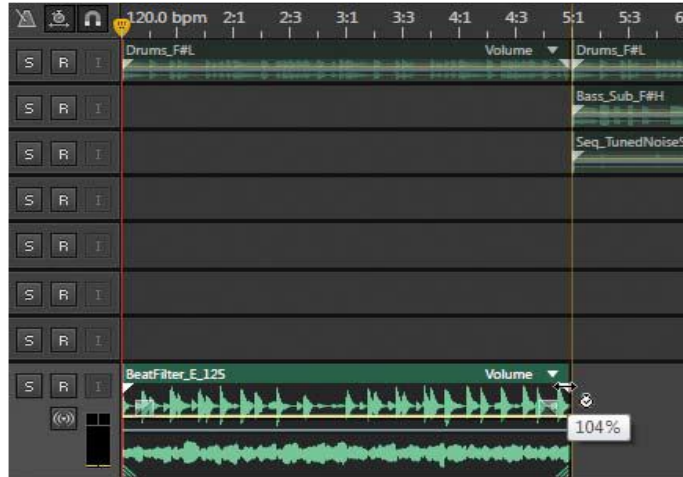 120.0 bpm 2:1 2:3 3:1 3:3 4:1 4:3 5:1 5:3 6
Drums_F#L Volume Drums_F#L
S R I
Bass_Sub_F#H
S R I
Seq_TunedNoiseS
S R I
S R I
S R I
S R I
S R I
BeatFilter_E_125 Volume
S R I
104%